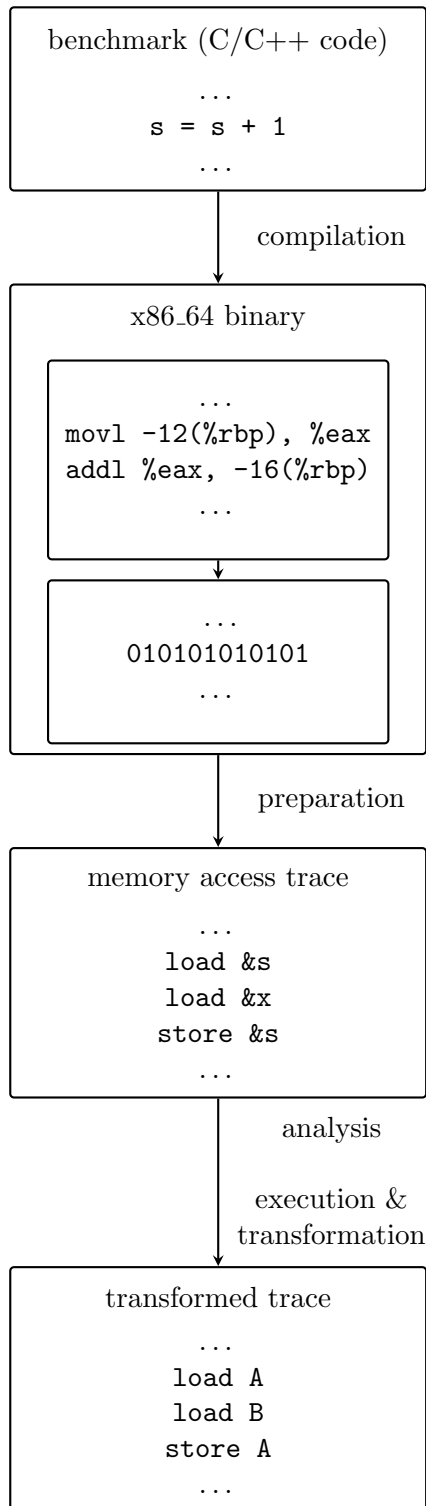 benchmark (C/C++ code)
...
s = s + 1
...
compilation
x86_64 binary
...
movl -12(%rbp), %eax
addl %eax, -16(%rbp)
...
...
010101010101
...
preparation
memory access trace
...
load &s
load &x
store &s
...
analysis
execution &
transformation
transformed trace
...
load A
load B
store A
...